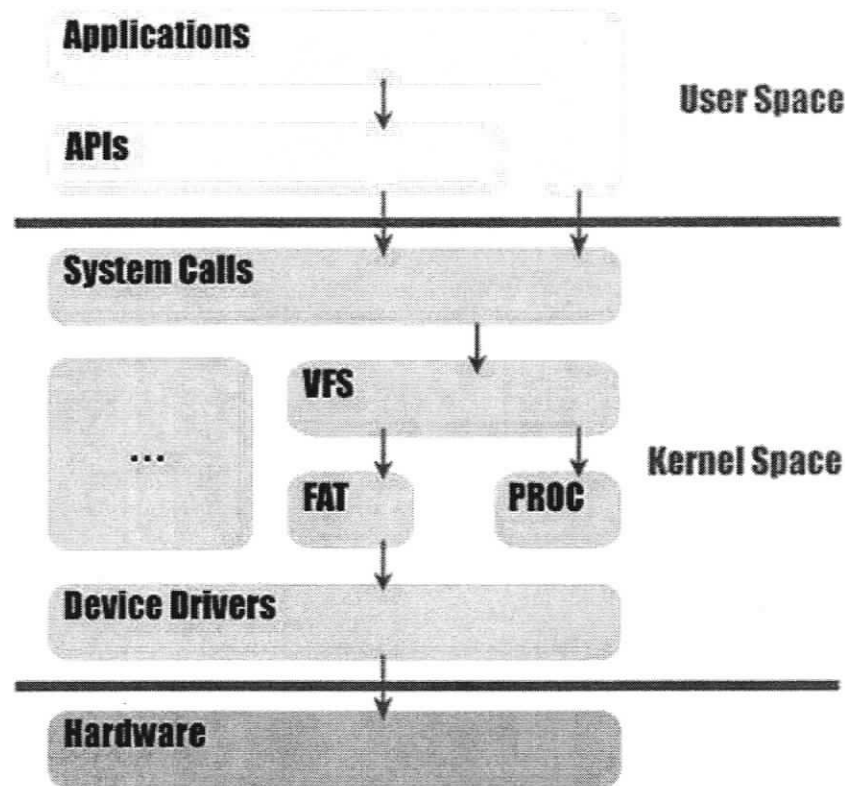 Applications
User Space
APIs
System Calls
...
VFS
Kernel Space
FAT
PROC
Device Drivers
Hardware